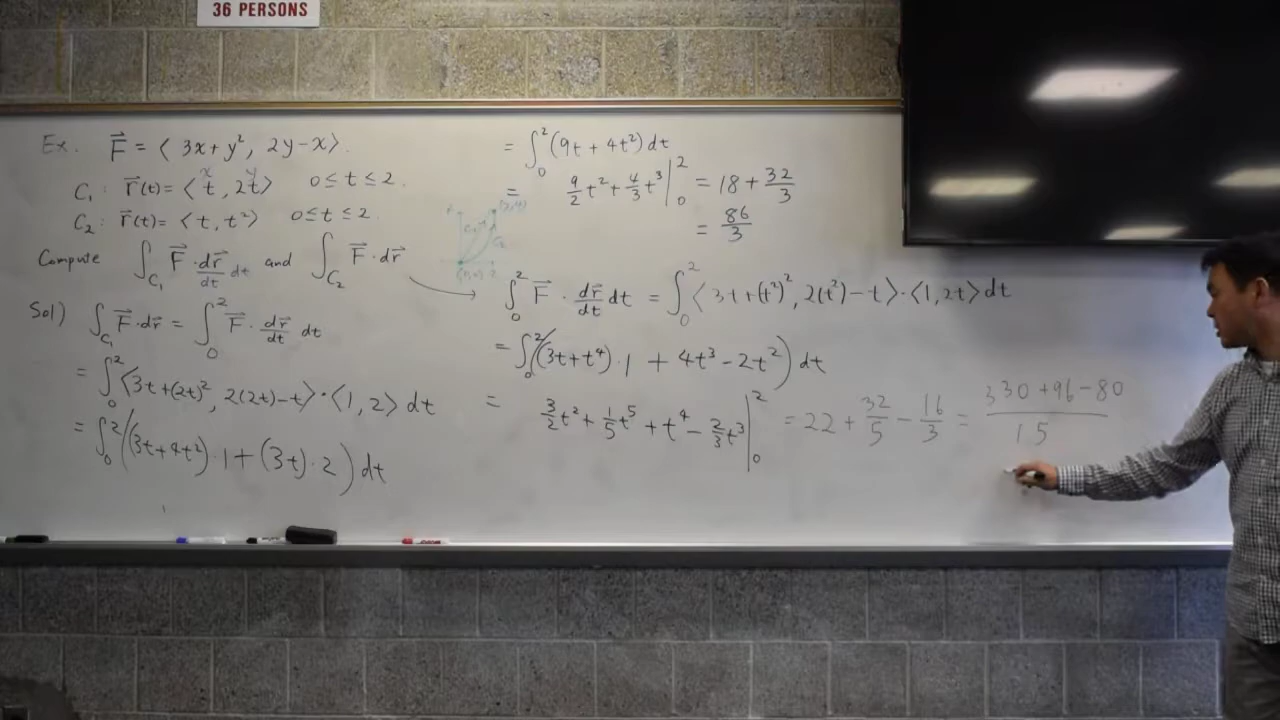 36 PERSONS
Ex. F⃗ = ⟨ 3x+y², 2y−x⟩.
x y
C₁ : r⃗(t) = ⟨ t , 2t ⟩ 0 ≤ t ≤ 2.
C₂ : r⃗(t) = ⟨ t, t² ⟩ 0 ≤ t ≤ 2.
Compute ∫_C₁ F⃗ · dr⃗/dt dt and ∫_C₂ F⃗ · dr⃗
Sol) ∫_C₁ F⃗ · dr⃗ = ∫₀² F⃗ · dr⃗/dt dt
= ∫₀² ⟨3t+(2t)², 2(2t)−t⟩ · ⟨1, 2⟩ dt
= ∫₀² ((3t+4t²)·1 + (3t)·2) dt
= ∫₀² (9t + 4t²) dt
= 9/2 t² + 4/3 t³ |₀² = 18 + 32/3
= 86/3
C₂
∫₀² F⃗ · dr⃗/dt dt = ∫₀² ⟨ 3t+(t²)², 2(t²)−t⟩ · ⟨1, 2t⟩ dt
= ∫₀² ((3t+t⁴)·1 + 4t³ − 2t²) dt
= 3/2 t² + 1/5 t⁵ + t⁴ − 2/3 t³ |₀² = 22 + 32/5 − 16/3 = 330 + 96 − 80 / 15